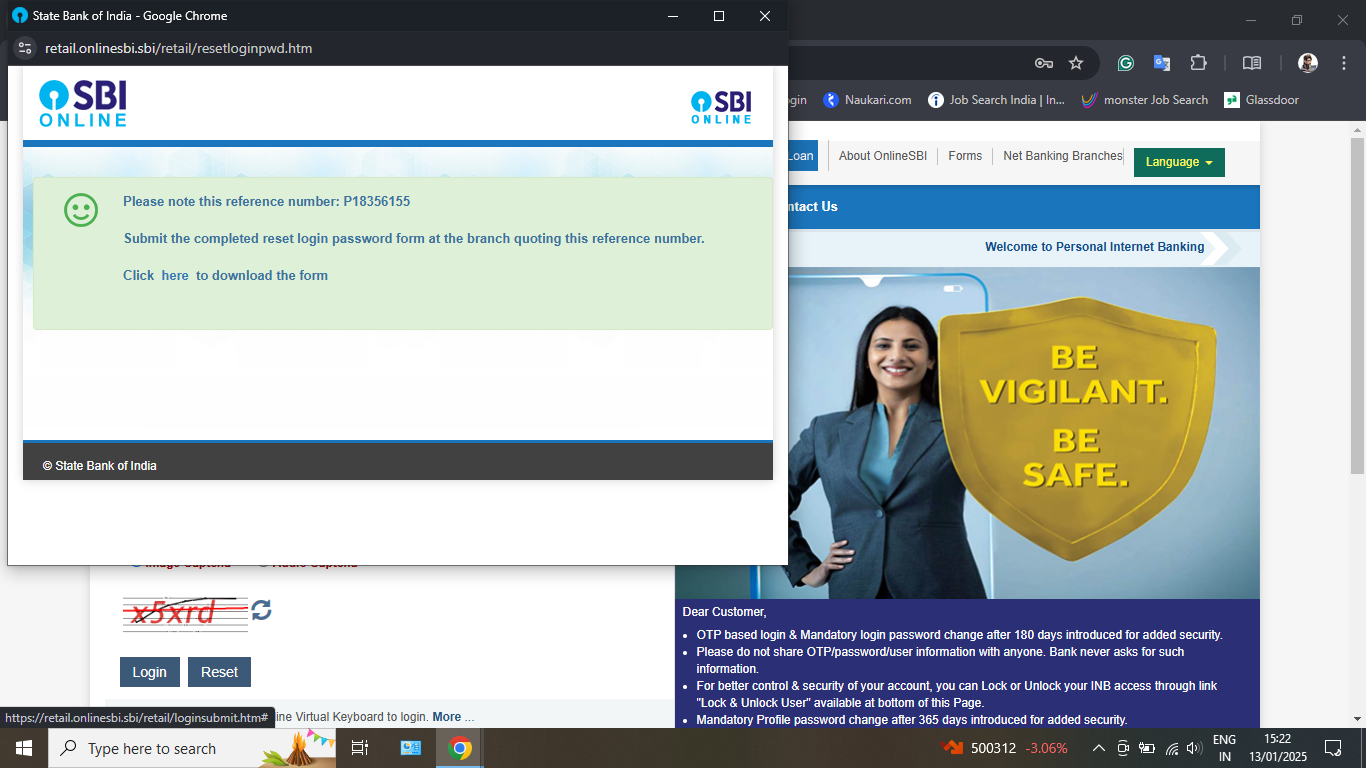 State Bank of India - Google Chrome
retail.onlinesbi.sbi/retail/resetloginpwd.htm
SBI
ONLINE
SBI
ONLINE
Please note this reference number: P18356155
Submit the completed reset login password form at the branch quoting this reference number.
Click here to download the form
© State Bank of India
Naukari.com
Job Search India | In...
monster Job Search
Glassdoor
Loan
About OnlineSBI
Forms
Net Banking Branches
Language
Contact Us
Welcome to Personal Internet Banking
BE
VIGILANT.
BE
SAFE.
x5xrd
Login
Reset
Virtual Keyboard to login. More ...
https://retail.onlinesbi.sbi/retail/loginsubmit.htm#
Dear Customer,
OTP based login & Mandatory login password change after 180 days introduced for added security.
Please do not share OTP/password/user information with anyone. Bank never asks for such
information.
For better control & security of your account, you can Lock or Unlock your INB access through link
"Lock & Unlock User" available at bottom of this Page.
Mandatory Profile password change after 365 days introduced for added security.
Type here to search
500312 -3.06%
ENG
IN
15:22
13/01/2025